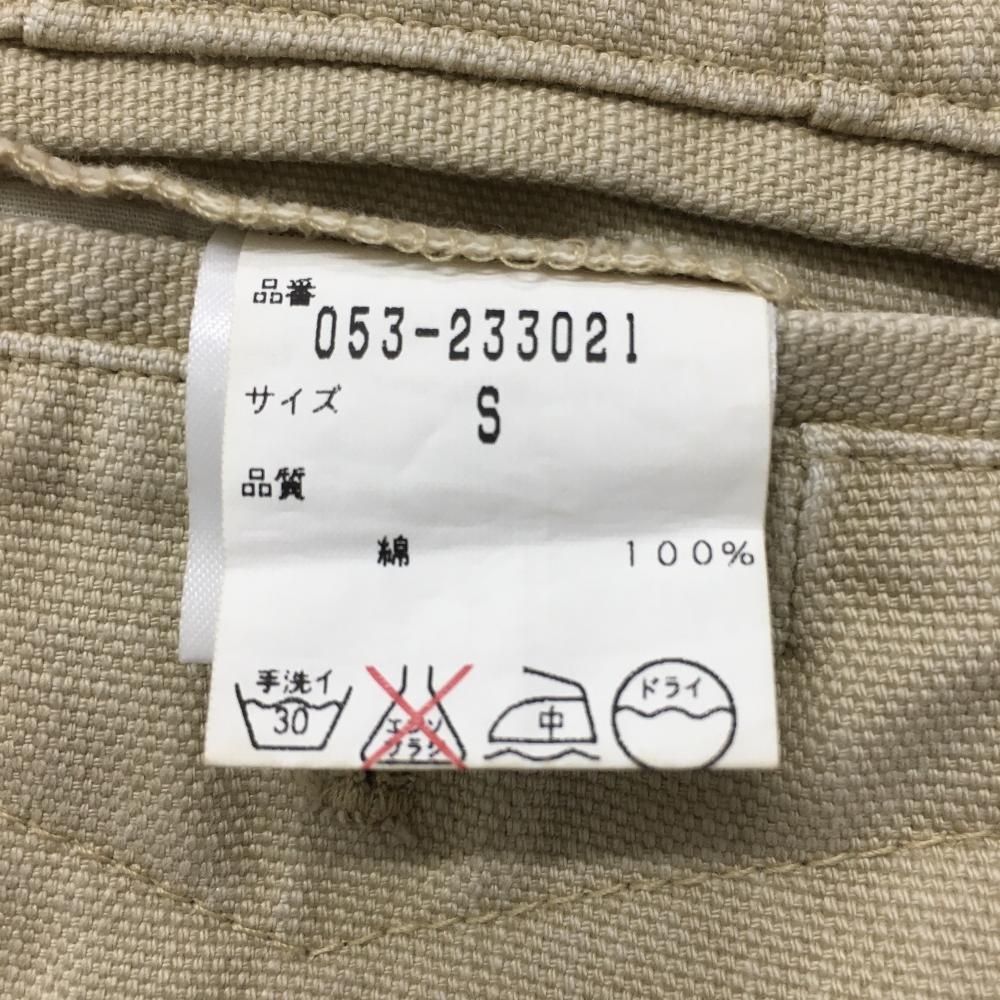 品番
053-233021
サイズ S
品質
綿 100%
手洗イ
30
エンソ
サラシ
中
ドライ